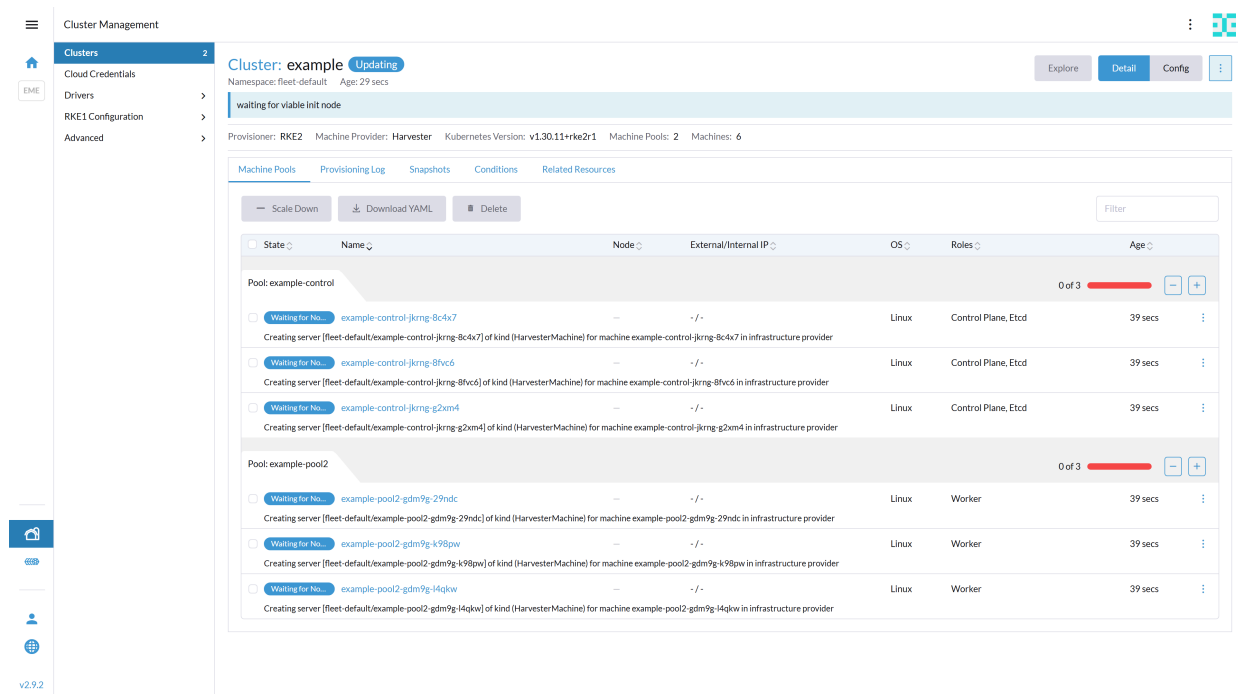 Cluster Management
Clusters 2
Cloud Credentials
EME
Drivers
RKE1 Configuration
Advanced
v2.9.2
Cluster: example Updating
Namespace: fleet-default Age: 29 secs
Explore Detail Config
waiting for viable init node
Provisioner: RKE2 Machine Provider: Harvester Kubernetes Version: v1.30.11+rke2r1 Machine Pools: 2 Machines: 6
Machine Pools Provisioning Log Snapshots Conditions Related Resources
Scale Down Download YAML Delete Filter
State Name Node External/Internal IP OS Roles Age
Pool: example-control 0 of 3
Waiting for No... example-control-jkrng-8c4x7 — - / - Linux Control Plane, Etcd 39 secs
Creating server [fleet-default/example-control-jkrng-8c4x7] of kind (HarvesterMachine) for machine example-control-jkrng-8c4x7 in infrastructure provider
Waiting for No... example-control-jkrng-8fvc6 — - / - Linux Control Plane, Etcd 39 secs
Creating server [fleet-default/example-control-jkrng-8fvc6] of kind (HarvesterMachine) for machine example-control-jkrng-8fvc6 in infrastructure provider
Waiting for No... example-control-jkrng-g2xm4 — - / - Linux Control Plane, Etcd 39 secs
Creating server [fleet-default/example-control-jkrng-g2xm4] of kind (HarvesterMachine) for machine example-control-jkrng-g2xm4 in infrastructure provider
Pool: example-pool2 0 of 3
Waiting for No... example-pool2-gdm9g-29ndc — - / - Linux Worker 39 secs
Creating server [fleet-default/example-pool2-gdm9g-29ndc] of kind (HarvesterMachine) for machine example-pool2-gdm9g-29ndc in infrastructure provider
Waiting for No... example-pool2-gdm9g-k98pw — - / - Linux Worker 39 secs
Creating server [fleet-default/example-pool2-gdm9g-k98pw] of kind (HarvesterMachine) for machine example-pool2-gdm9g-k98pw in infrastructure provider
Waiting for No... example-pool2-gdm9g-l4qkw — - / - Linux Worker 39 secs
Creating server [fleet-default/example-pool2-gdm9g-l4qkw] of kind (HarvesterMachine) for machine example-pool2-gdm9g-l4qkw in infrastructure provider